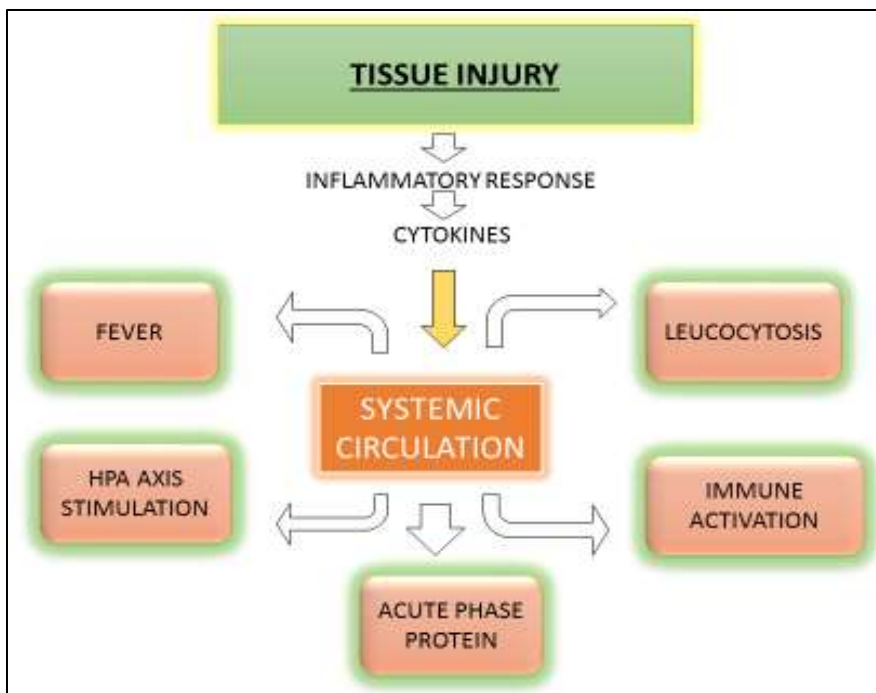 TISSUE INJURY
INFLAMMATORY RESPONSE
CYTOKINES
FEVER
LEUCOCYTOSIS
SYSTEMIC
CIRCULATION
HPA AXIS
STIMULATION
IMMUNE
ACTIVATION
ACUTE PHASE
PROTEIN